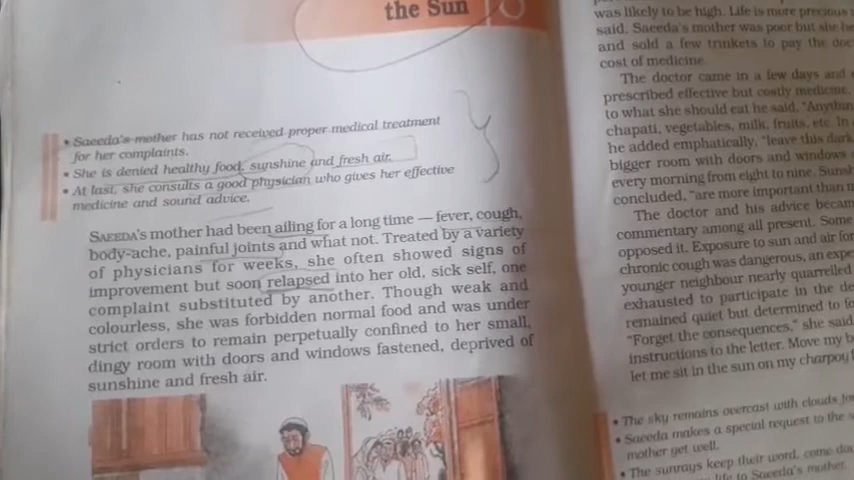 the Sun
• Saeeda's mother has not received proper medical treatment
for her complaints.
• She is denied healthy food, sunshine and fresh air.
• At last, she consults a good physician who gives her effective
medicine and sound advice.
SAEEDA'S mother had been ailing for a long time — fever, cough,
body-ache, painful joints and what not. Treated by a variety
of physicians for weeks, she often showed signs of
improvement but soon relapsed into her old, sick self, one
complaint substituted by another. Though weak and
colourless, she was forbidden normal food and was under
strict orders to remain perpetually confined to her small,
dingy room with doors and windows fastened, deprived of
sunshine and fresh air.
was likely to be high. Life is more precious
said. Saeeda's mother was poor but she
and sold a few trinkets to pay the
cost of medicine.
The doctor came in a few days and
prescribed effective but costly medicine.
to what she should eat he said, "Anything
chapati, vegetables, milk, fruits, etc. In
he added emphatically, "leave this dark
bigger room with doors and windows
every morning from eight to nine.
concluded, "are more important than
The doctor and his advice became
commentary among all present. Some
opposed it. Exposure to sun and air for
chronic cough was dangerous, an
younger neighbour nearly quarrelled
exhausted to participate in the
remained quiet but determined to
"Forget the consequences," she said
instructions to the letter. Move my
let me sit in the sun on my charpoy
• The sky remains overcast with clouds for
• Saeeda makes a special request to the
mother get well.
• The sunrays keep their word, come
life to Saeeda's mother.